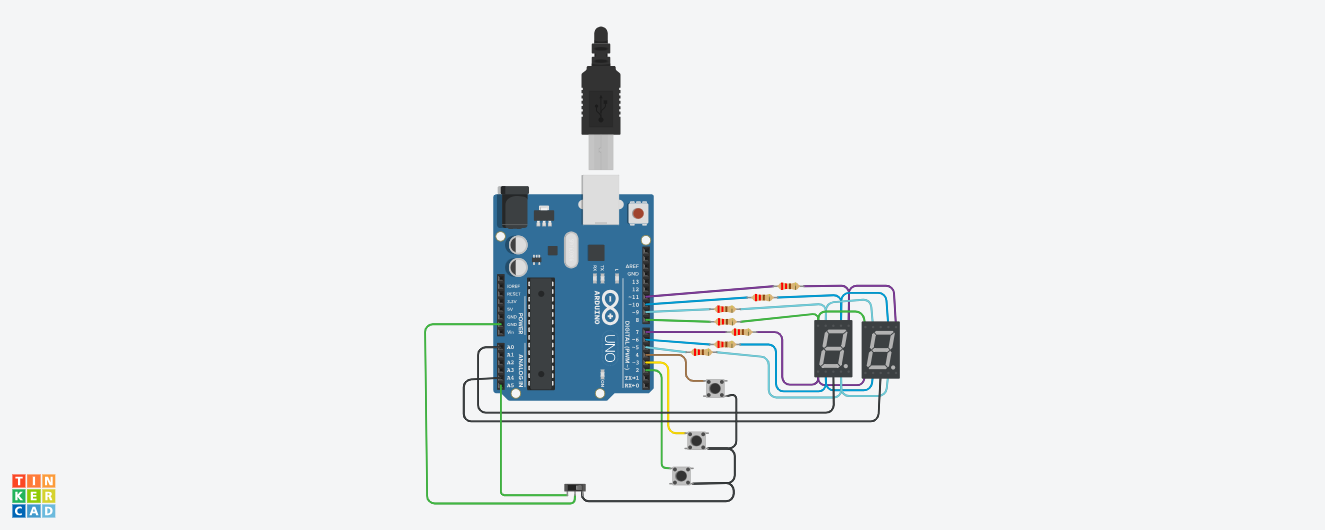 AREF
GND
IOREF
RESET
3.3V
5V
GND
GND
Vin
POWER
A0
A1
A2
A3
A4
A5
ANALOG IN
RX
TX
L
ARDUINO
UNO
ON
DIGITAL (PWM~)
13
12
~11
~10
~9
8
7
~6
~5
4
~3
2
TX→1
RX←0
8.
8.
TIN
KER
CAD